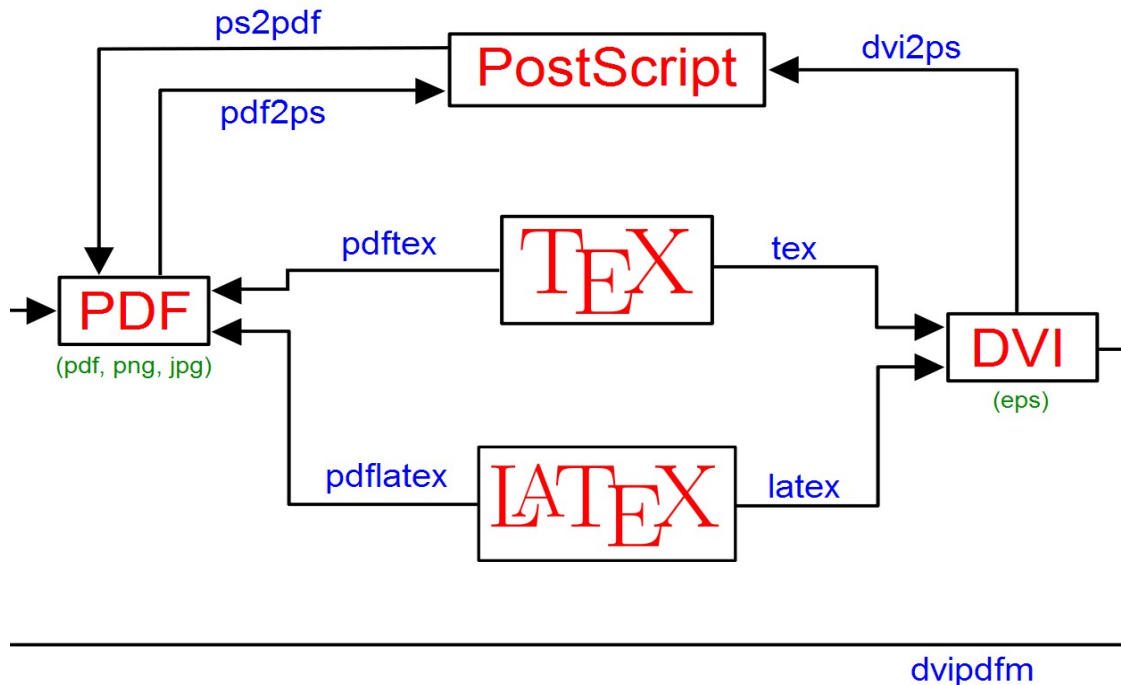 ps2pdf
PostScript
dvi2ps
pdf2ps
pdftex
TEX
tex
PDF
(pdf, png, jpg)
DVI
(eps)
pdflatex
LATEX
latex
dvipdfm